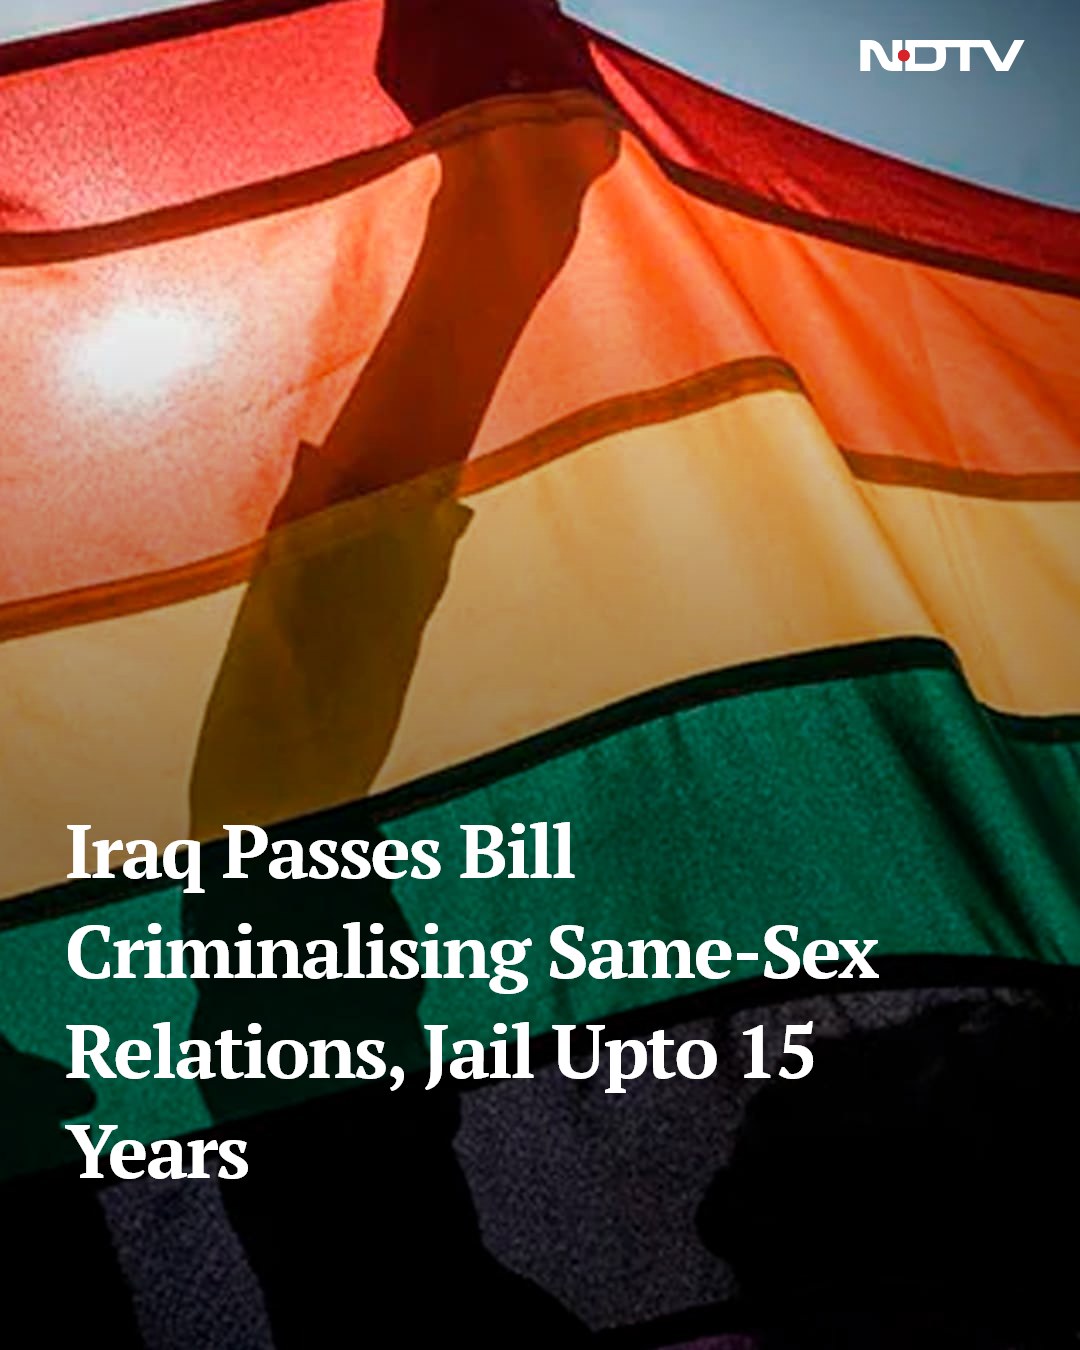 NDTV
Iraq Passes Bill
Criminalising Same-Sex
Relations, Jail Upto 15
Years